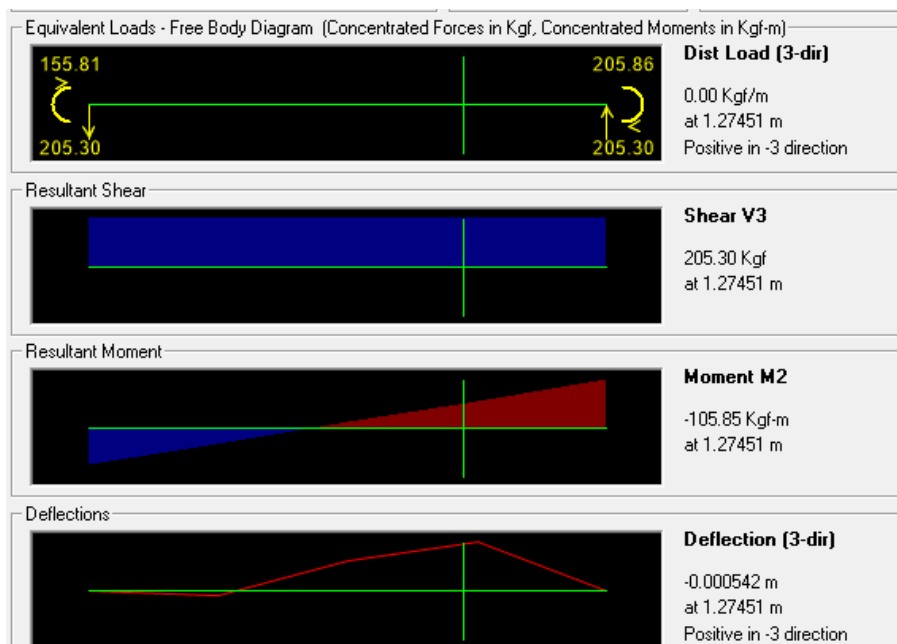 Equivalent Loads - Free Body Diagram (Concentrated Forces in Kgf, Concentrated Moments in Kgf-m)
155.81
205.86
205.30
205.30
Dist Load (3-dir)
0.00 Kgf/m
at 1.27451 m
Positive in -3 direction
Resultant Shear
Shear V3
205.30 Kgf
at 1.27451 m
Resultant Moment
Moment M2
-105.85 Kgf-m
at 1.27451 m
Deflections
Deflection (3-dir)
-0.000542 m
at 1.27451 m
Positive in -3 direction